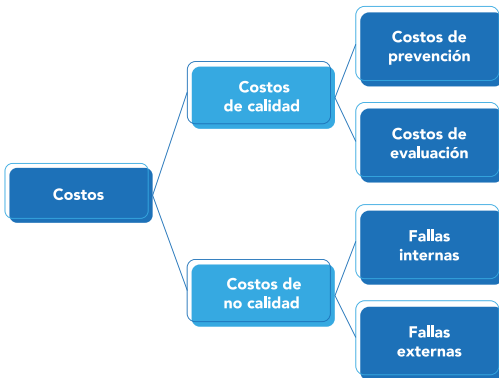 Costos
Costos
de calidad
Costos de
prevención
Costos de
evaluación
Costos de
no calidad
Fallas
internas
Fallas
externas